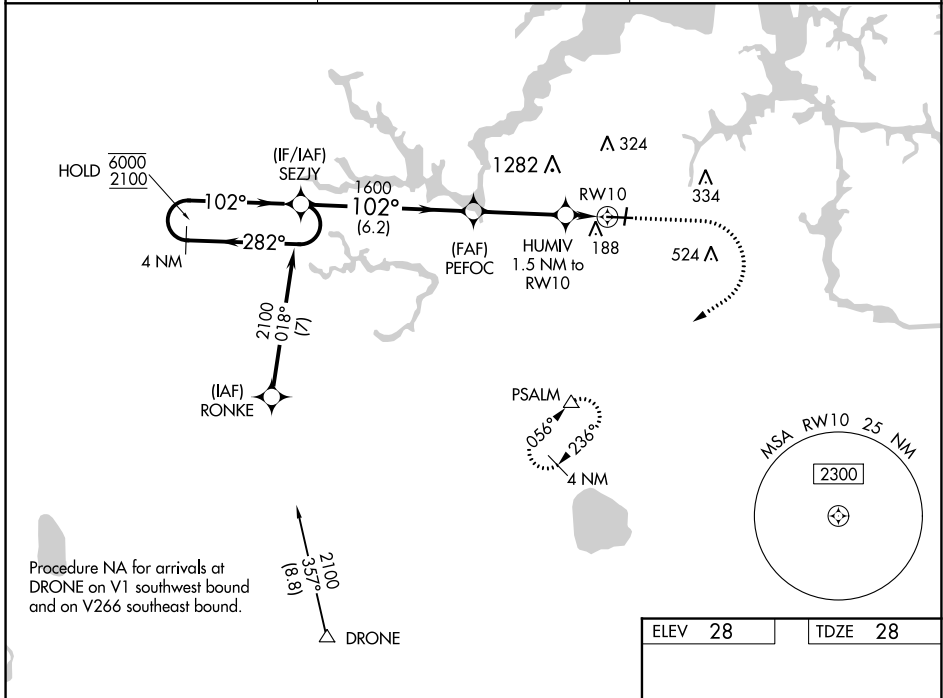 HOLD
6000
2100
4 NM
102°
282°
(IF/IAF)
SEZJY
1600
102°
(6.2)
(FAF)
PEFOC
HUMIV
1.5 NM to
RW10
RW10
1282
324
334
188
524
2100
018°
(7)
(IAF)
RONKE
PSALM
056°
236°
4 NM
MSA RW10 25 NM
2300
Procedure NA for arrivals at
DRONE on V1 southwest bound
and on V266 southeast bound.
2100
357°
(8.8)
DRONE
ELEV 28
TDZE 28